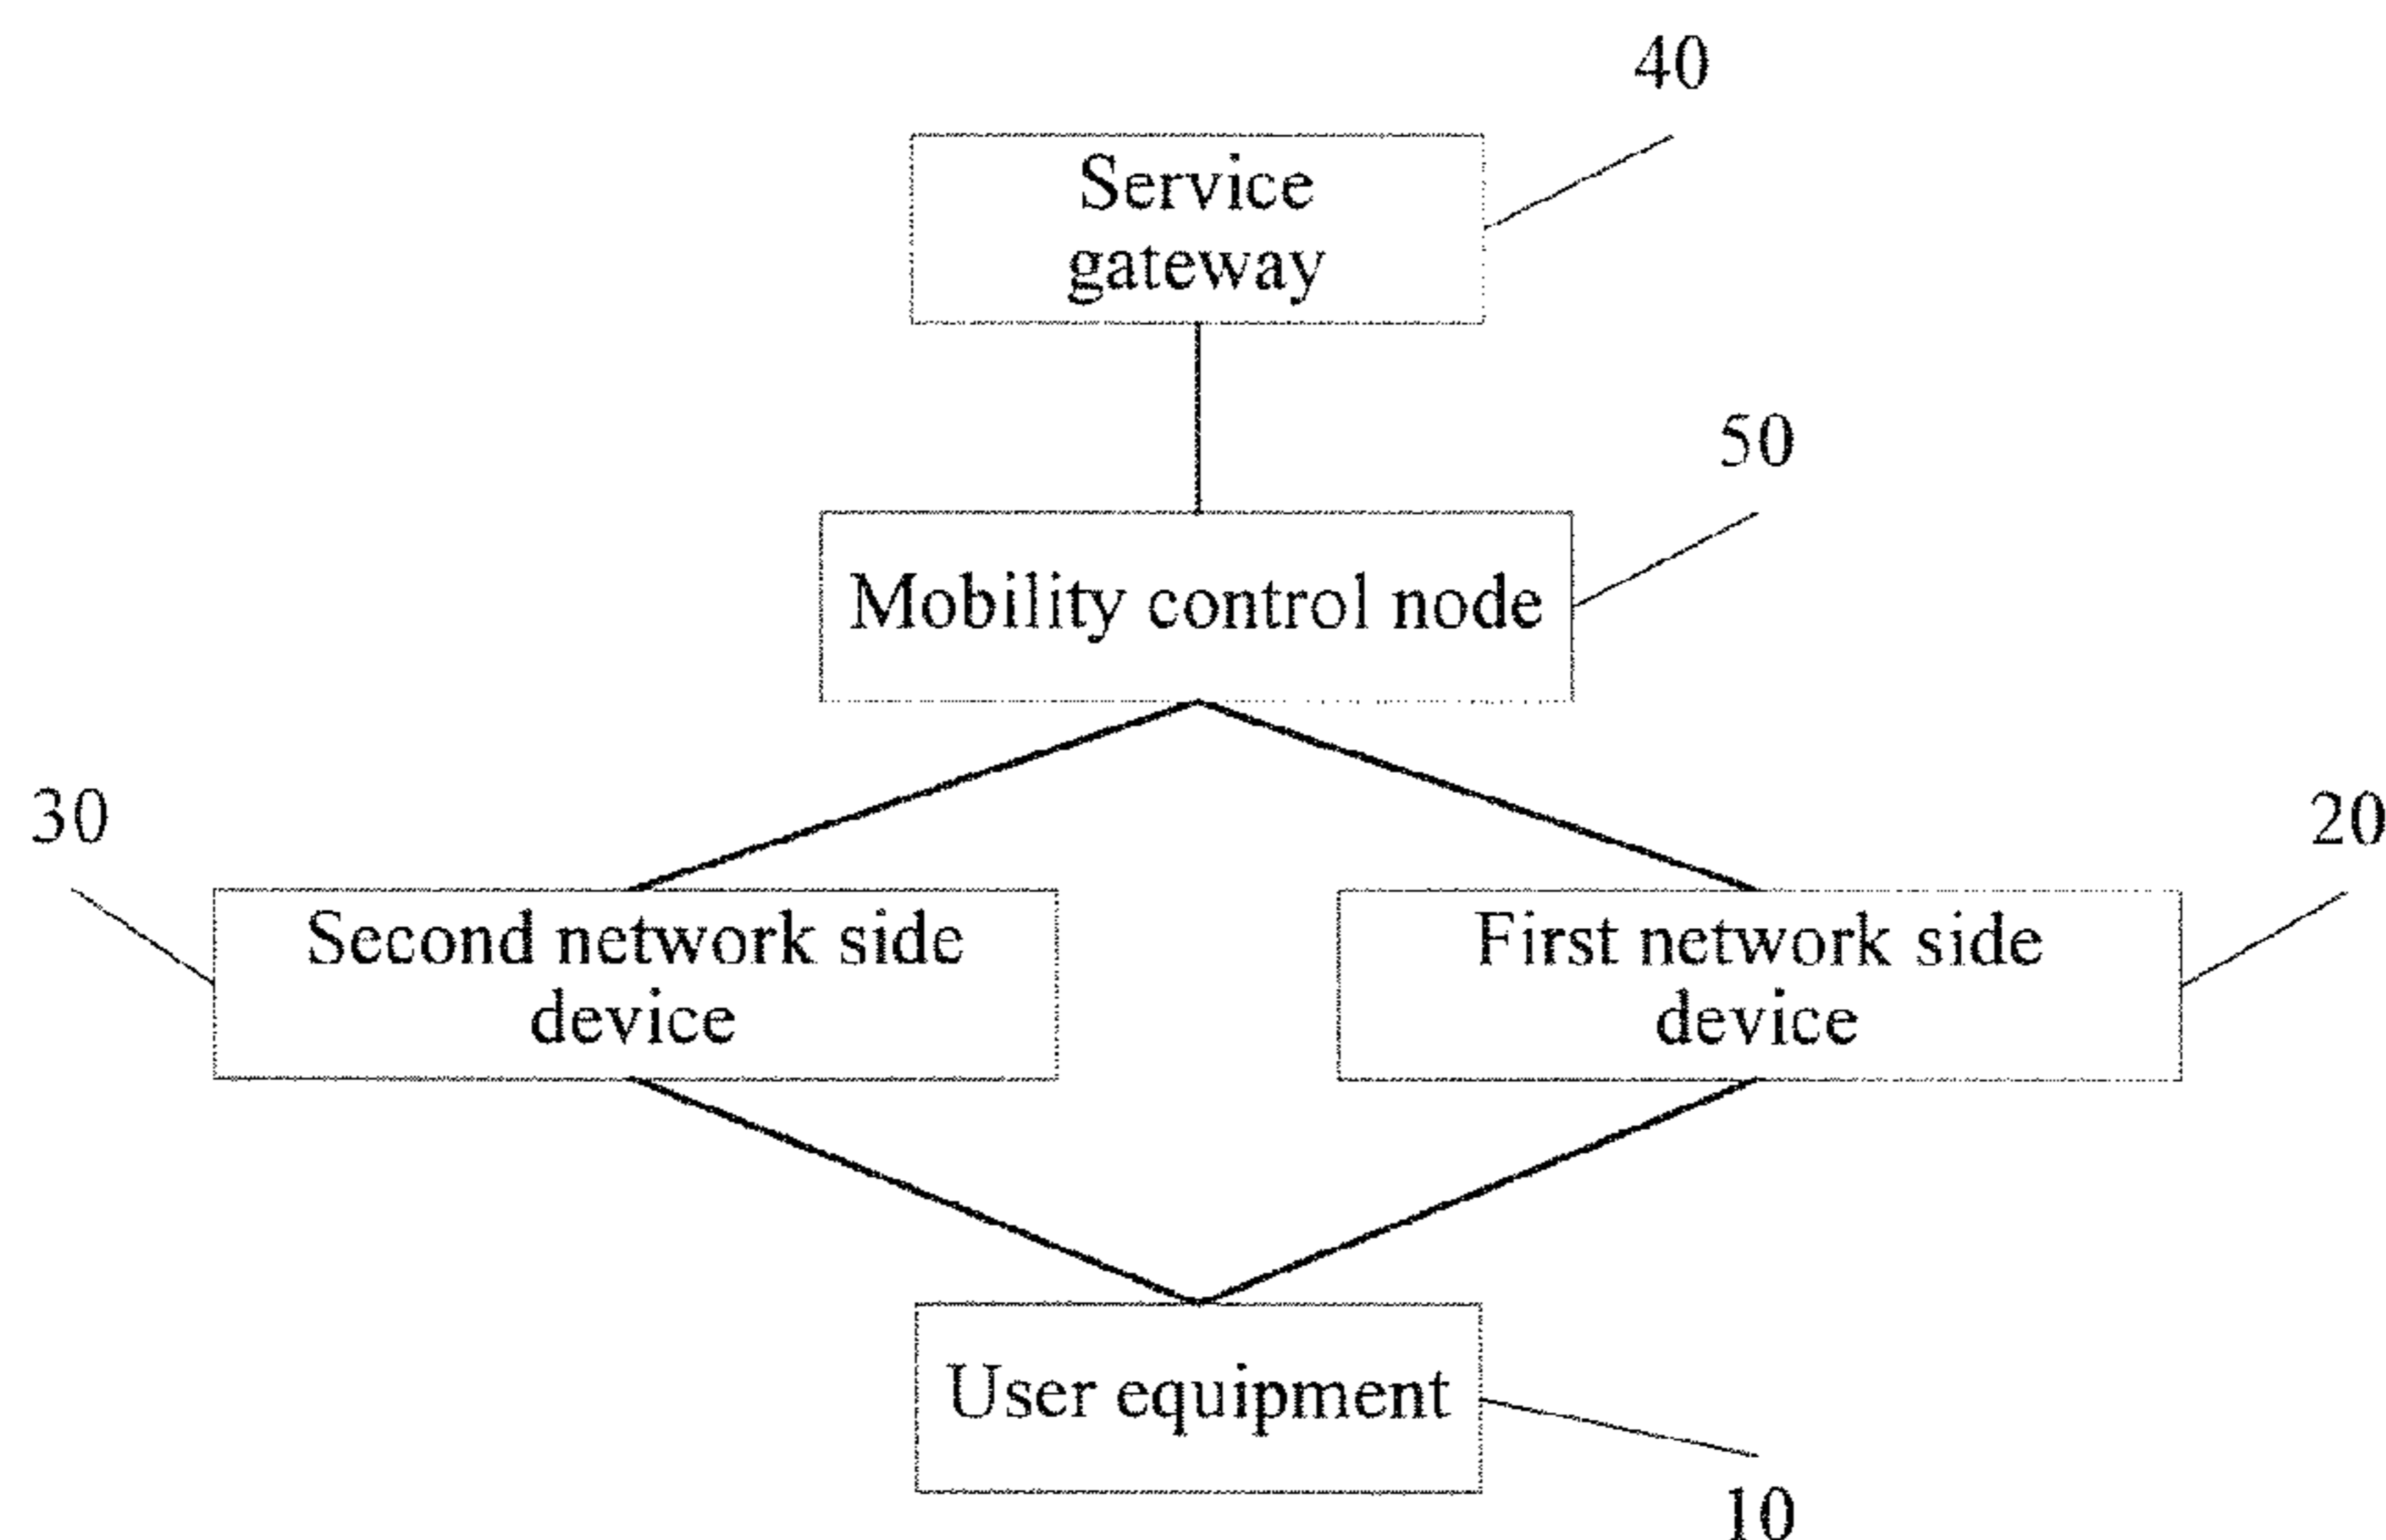 40
Service
gateway
50
Mobility control node
30
20
Second network side
device
First network side
device
User equipment
10